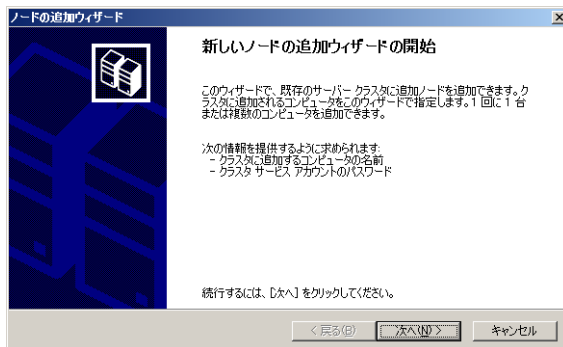 ノードの追加ウィザード
新しいノードの追加ウィザードの開始
このウィザードで、既存のサーバー クラスタに追加ノードを追加できます。ク
ラスタに追加されるコンピュータをこのウィザードで指定します。1 回に 1 台
または複数のコンピュータを追加できます。
次の情報を提供するように求められます:
- クラスタに追加するコンピュータの名前
- クラスタ サービス アカウントのパスワード
続行するには、[次へ] をクリックしてください。
< 戻る(B)
次へ(N) >
キャンセル